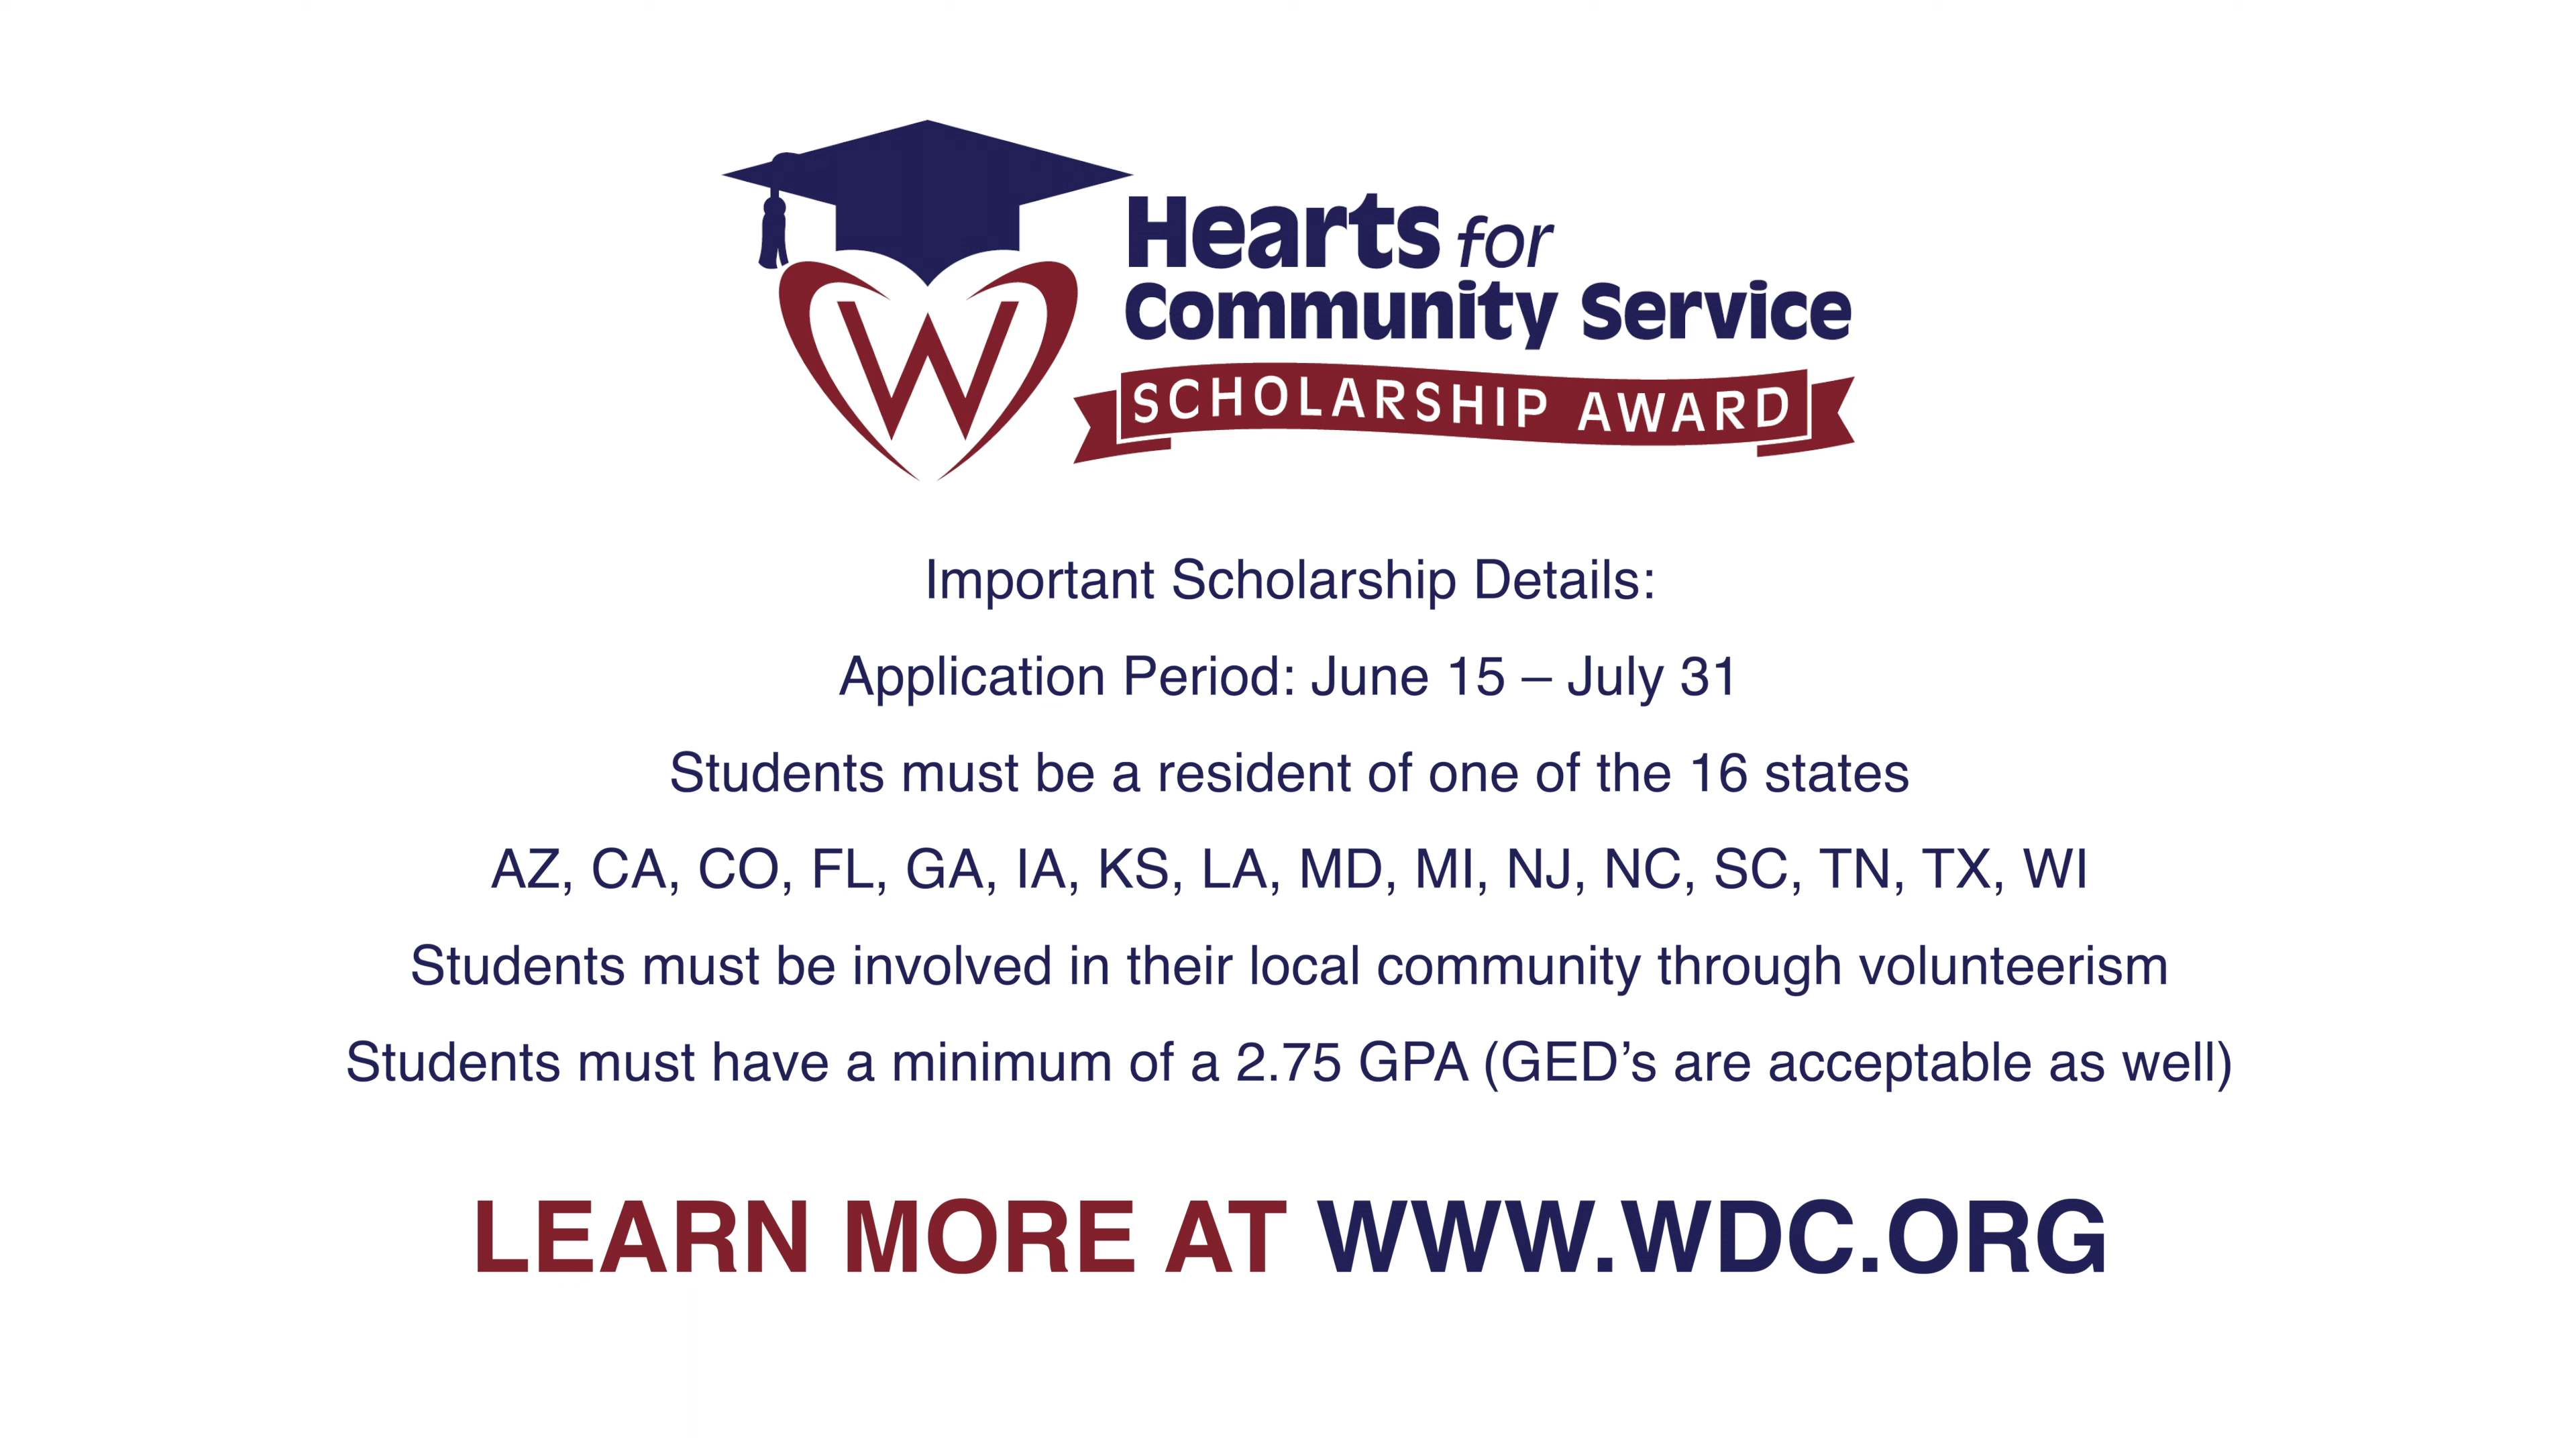 Hearts for
Community Service
SCHOLARSHIP AWARD
W
Important Scholarship Details:
Application Period: June 15 – July 31
Students must be a resident of one of the 16 states
AZ, CA, CO, FL, GA, IA, KS, LA, MD, MI, NJ, NC, SC, TN, TX, WI
Students must be involved in their local community through volunteerism
Students must have a minimum of a 2.75 GPA (GED’s are acceptable as well)
LEARN MORE AT WWW.WDC.ORG